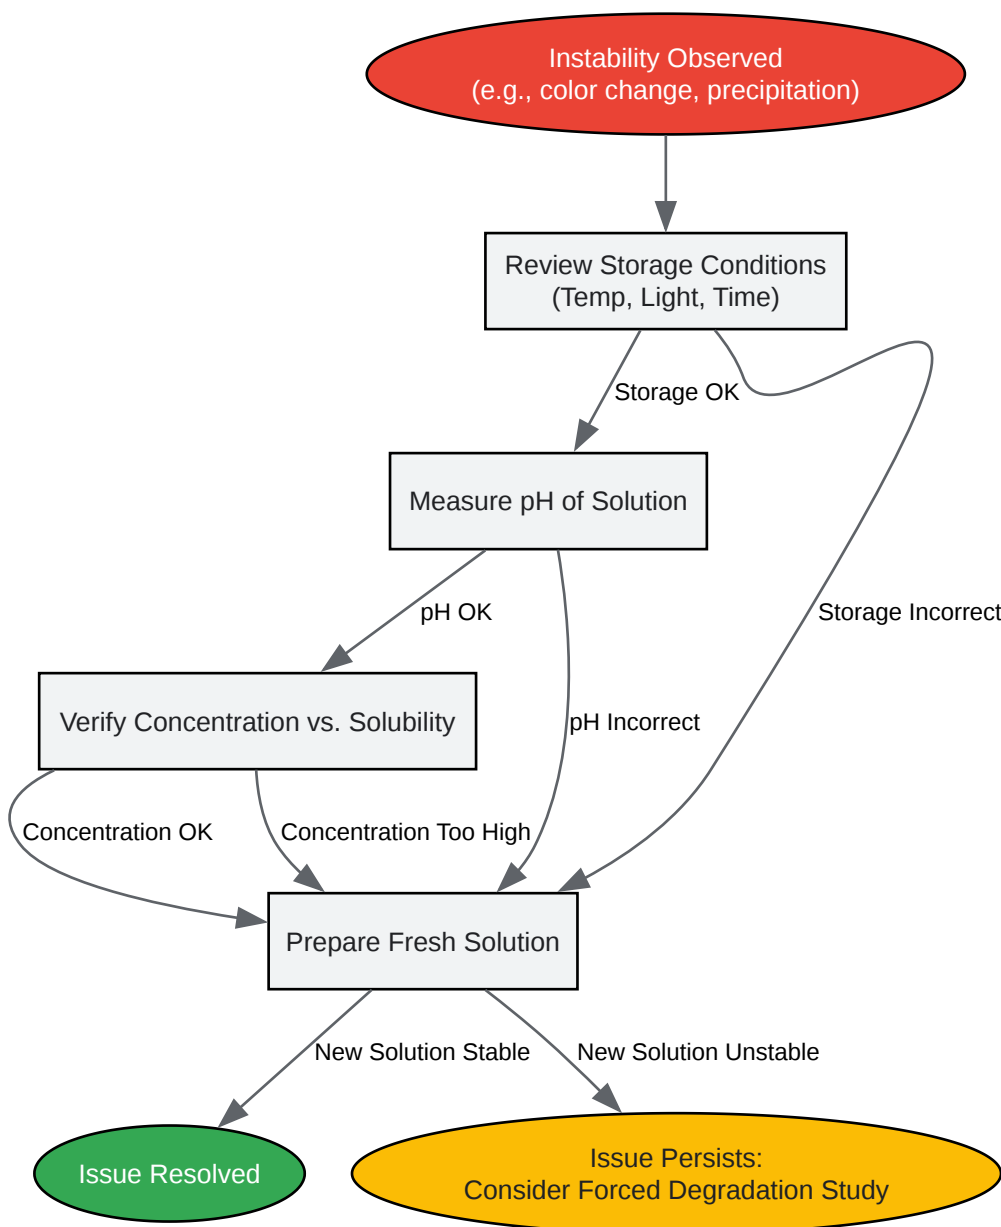 Instability Observed
(e.g., color change, precipitation)
Review Storage Conditions
(Temp, Light, Time)
Storage OK
Measure pH of Solution
pH OK
Storage Incorrect
Verify Concentration vs. Solubility
pH Incorrect
Concentration OK
Concentration Too High
Prepare Fresh Solution
New Solution Stable
New Solution Unstable
Issue Resolved
Issue Persists:
Consider Forced Degradation Study